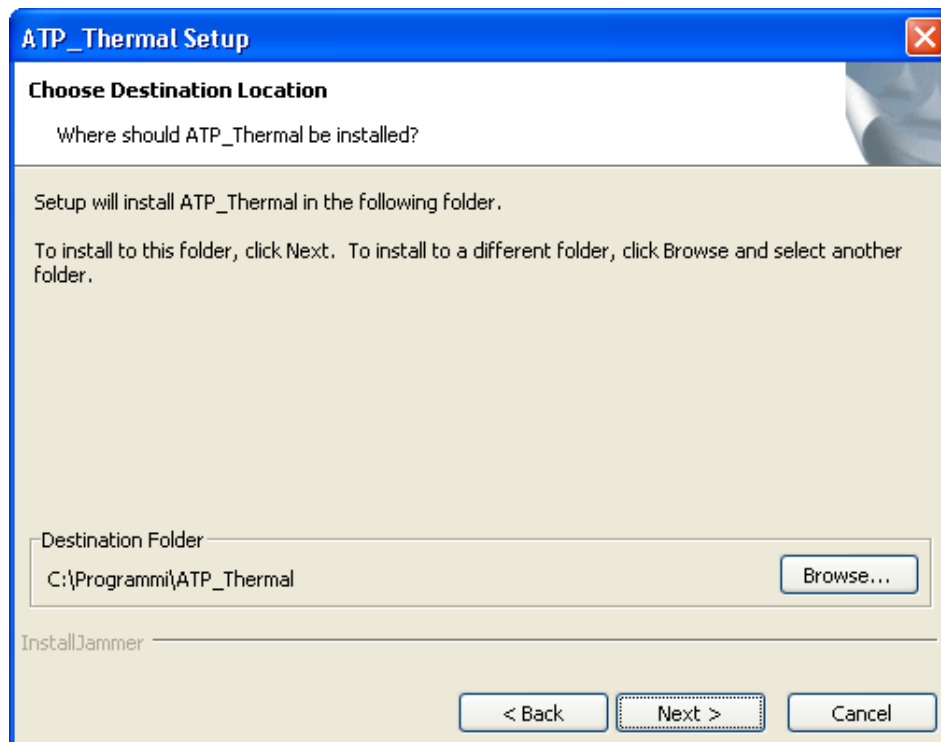 ATP_Thermal Setup
Choose Destination Location
Where should ATP_Thermal be installed?
Setup will install ATP_Thermal in the following folder.
To install to this folder, click Next.  To install to a different folder, click Browse and select another
folder.
Destination Folder
C:\Programmi\ATP_Thermal
Browse...
InstallJammer
< Back
Next >
Cancel